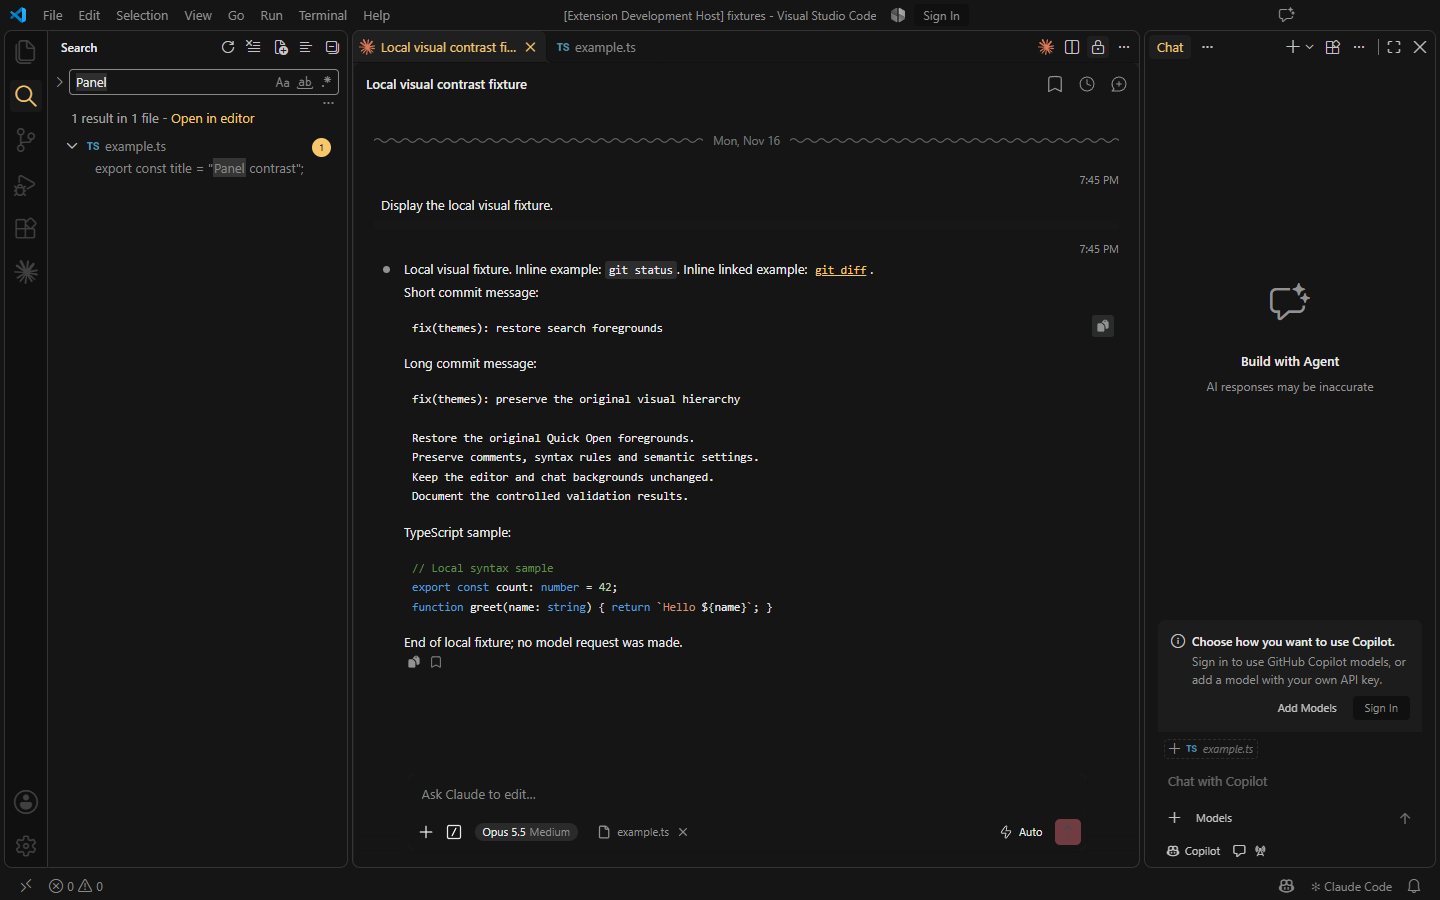 File Edit Selection View Go Run Terminal Help
[Extension Development Host] fixtures - Visual Studio Code
Sign In
Search
Panel
Aa ab .*
1 result in 1 file - Open in editor
TS example.ts
1
export const title = "Panel contrast";
Local visual contrast fi...
TS example.ts
Local visual contrast fixture
Mon, Nov 16
7:45 PM
Display the local visual fixture.
7:45 PM
Local visual fixture. Inline example: git status. Inline linked example: git diff.
Short commit message:
fix(themes): restore search foregrounds
Long commit message:
fix(themes): preserve the original visual hierarchy
Restore the original Quick Open foregrounds.
Preserve comments, syntax rules and semantic settings.
Keep the editor and chat backgrounds unchanged.
Document the controlled validation results.
TypeScript sample:
// Local syntax sample
export const count: number = 42;
function greet(name: string) { return `Hello ${name}`; }
End of local fixture; no model request was made.
Ask Claude to edit...
Opus 5.5 Medium
example.ts
Auto
Chat
Build with Agent
AI responses may be inaccurate
Choose how you want to use Copilot.
Sign in to use GitHub Copilot models, or
add a model with your own API key.
Add Models
Sign In
TS example.ts
Chat with Copilot
Models
Copilot
0 0
Claude Code